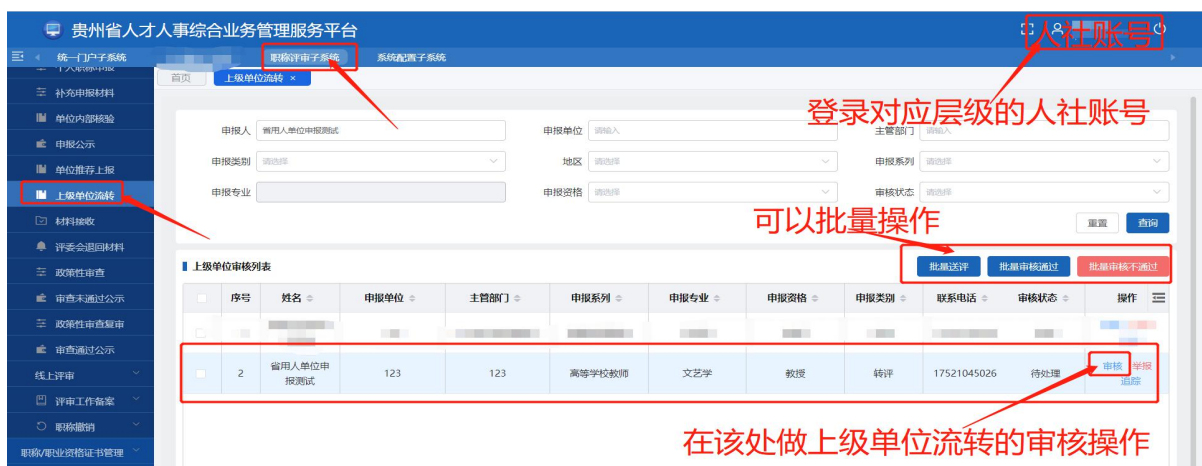 贵州省人才人事综合业务管理服务平台
人社账号
统一门户子系统
职称评审子系统
系统配置子系统
个人职称申报
首页
上级单位流转 ×
补充申报材料
单位内部核验
申报公示
单位推荐上报
上级单位流转
材料接收
评委会退回材料
政策性审查
审查未通过公示
政策性审查复审
审查通过公示
线上评审
评审工作备案
职称撤销
职称/职业资格证书管理
登录对应层级的人社账号
申报人 省用人单位申报测试 申报单位 请输入 主管部门 请输入
申报类别 请选择 地区 请选择 申报系列 请选择
申报专业 申报资格 请选择 审核状态 请选择
可以批量操作
重置 查询
上级单位审核列表
批量送评 批量审核通过 批量审核不通过
序号 姓名 申报单位 主管部门 申报系列 申报专业 申报资格 申报类别 联系电话 审核状态 操作
2 省用人单位申报测试 123 123 高等学校教师 文艺学 教授 转评 17521045026 待处理 审核 举报 追踪
在该处做上级单位流转的审核操作